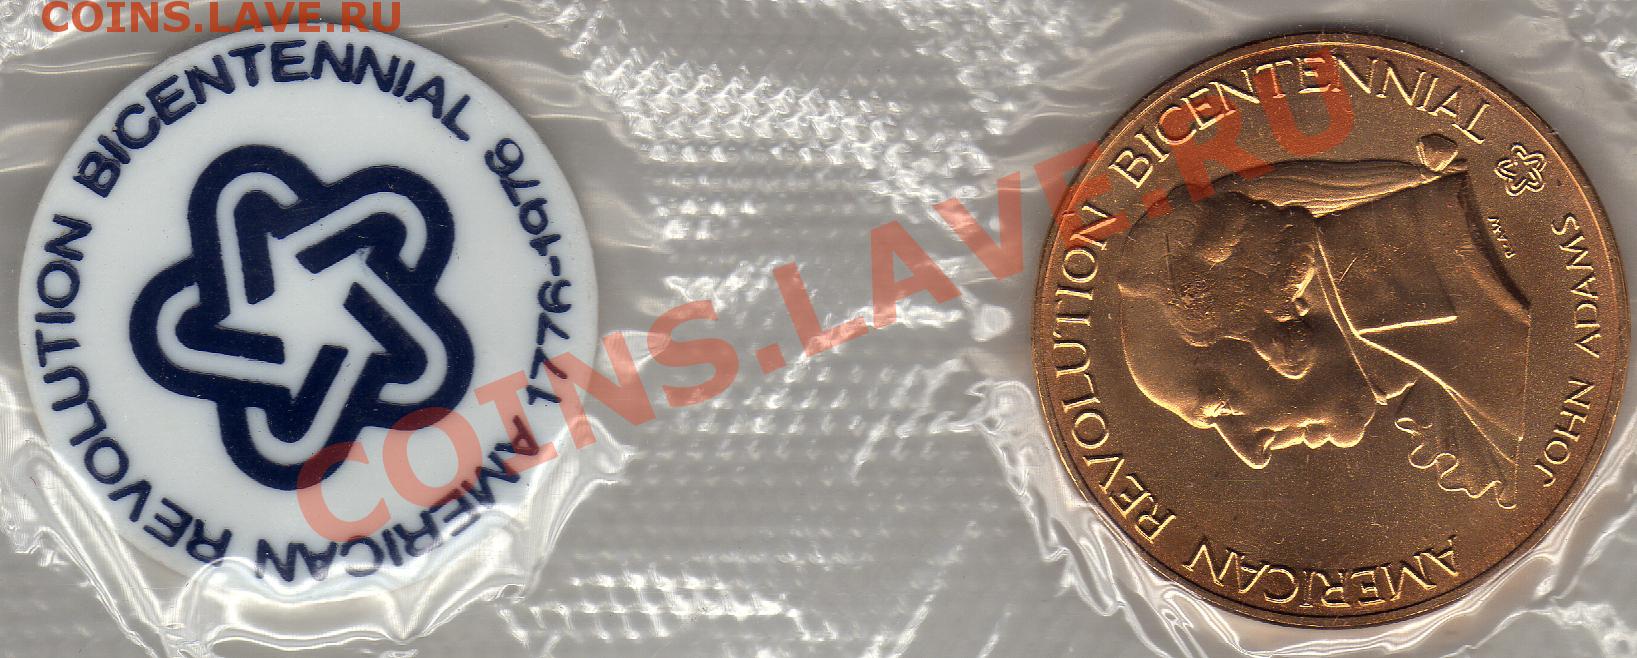 COINS.LAVE.RU
AMERICAN REVOLUTION BICENTENNIAL
1776-1976
AMERICAN REVOLUTION BICENTENNIAL
JOHN ADAMS
COINS.LAVE.RU